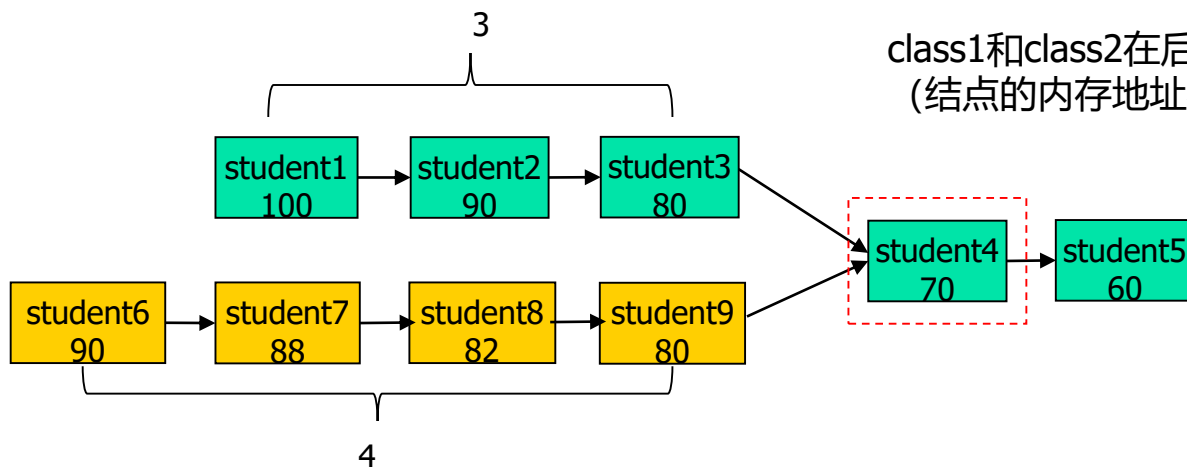 3
class1和class2在后
(结点的内存地址
student1
100
student2
90
student3
80
student4
70
student5
60
student6
90
student7
88
student8
82
student9
80
4